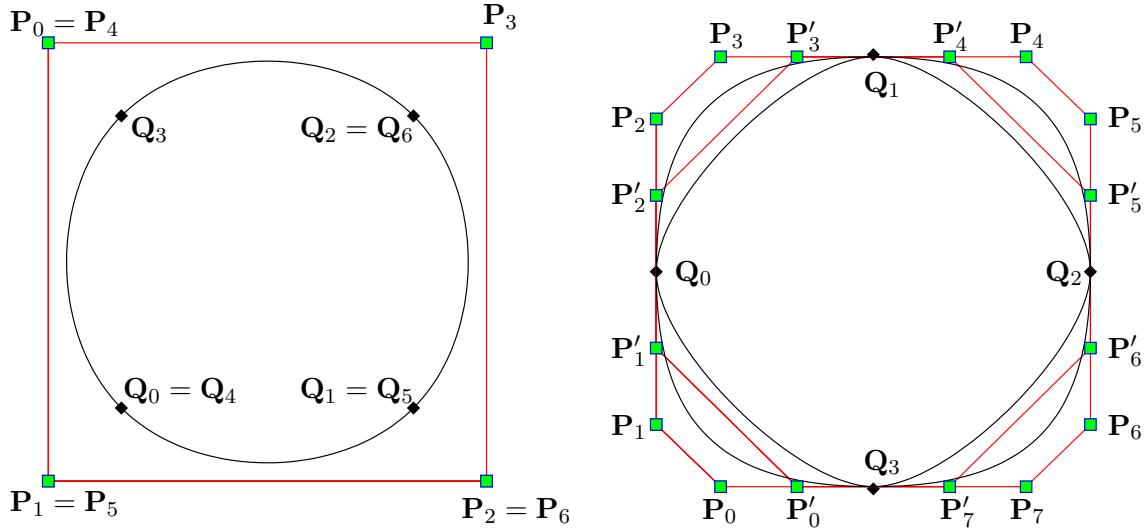 P₀ = P₄
P₃
Q₃
Q₂ = Q₆
Q₀ = Q₄
Q₁ = Q₅
P₁ = P₅
P₂ = P₆
P₃
P′₃
P′₄
P₄
Q₁
P₂
P₅
P′₂
P′₅
Q₀
Q₂
P′₁
P′₆
P₁
P₆
Q₃
P₀
P′₀
P′₇
P₇